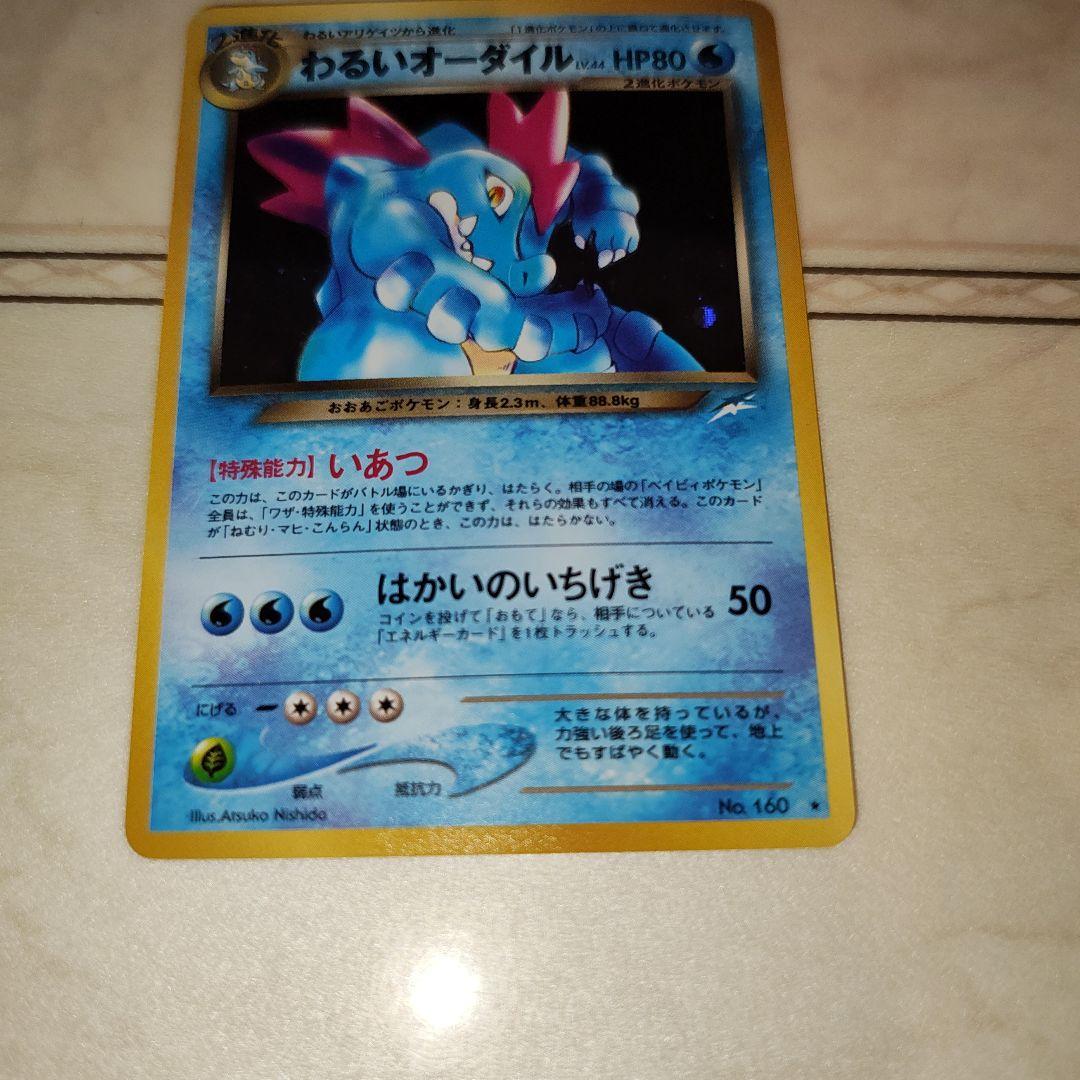 2進化
わるいアリゲイツから進化
「1進化ポケモン」の上に重ねて進化させます。
わるいオーダイル LV.44 HP80
2進化ポケモン
おおあごポケモン：身長2.3m、体重88.8kg
【特殊能力】いあつ
この力は、このカードがバトル場にいるかぎり、はたらく。相手の場の「ベイビィポケモン」
全員は、「ワザ・特殊能力」を使うことができず、それらの効果もすべて消える。このカード
が「ねむり・マヒ・こんらん」状態のとき、この力は、はたらかない。
はかいのいちげき 50
コインを投げて「おもて」なら、相手についている
「エネルギーカード」を1枚トラッシュする。
にげる
弱点
抵抗力
大きな体を持っているが、
力強い後ろ足を使って、地上
でもすばやく動く。
Illus.Atsuko Nishida
No. 160 ★